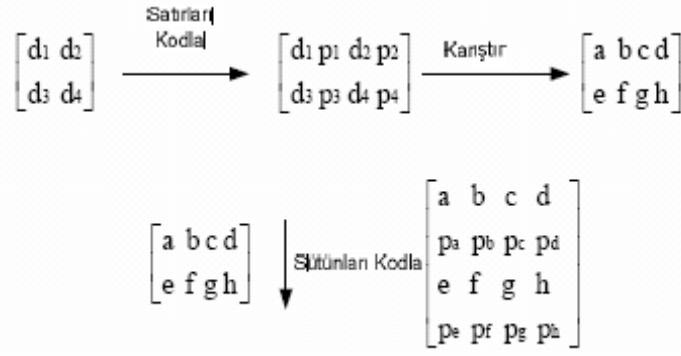 Satırları
Kodla
d1 d2
d3 d4
d1 p1 d2 p2
d3 p3 d4 p4
Karıştır
a b c d
e f g h
a b c d
e f g h
Sütünları Kodla
a b c d
pa pb pc pd
e f g h
pe pf pg ph